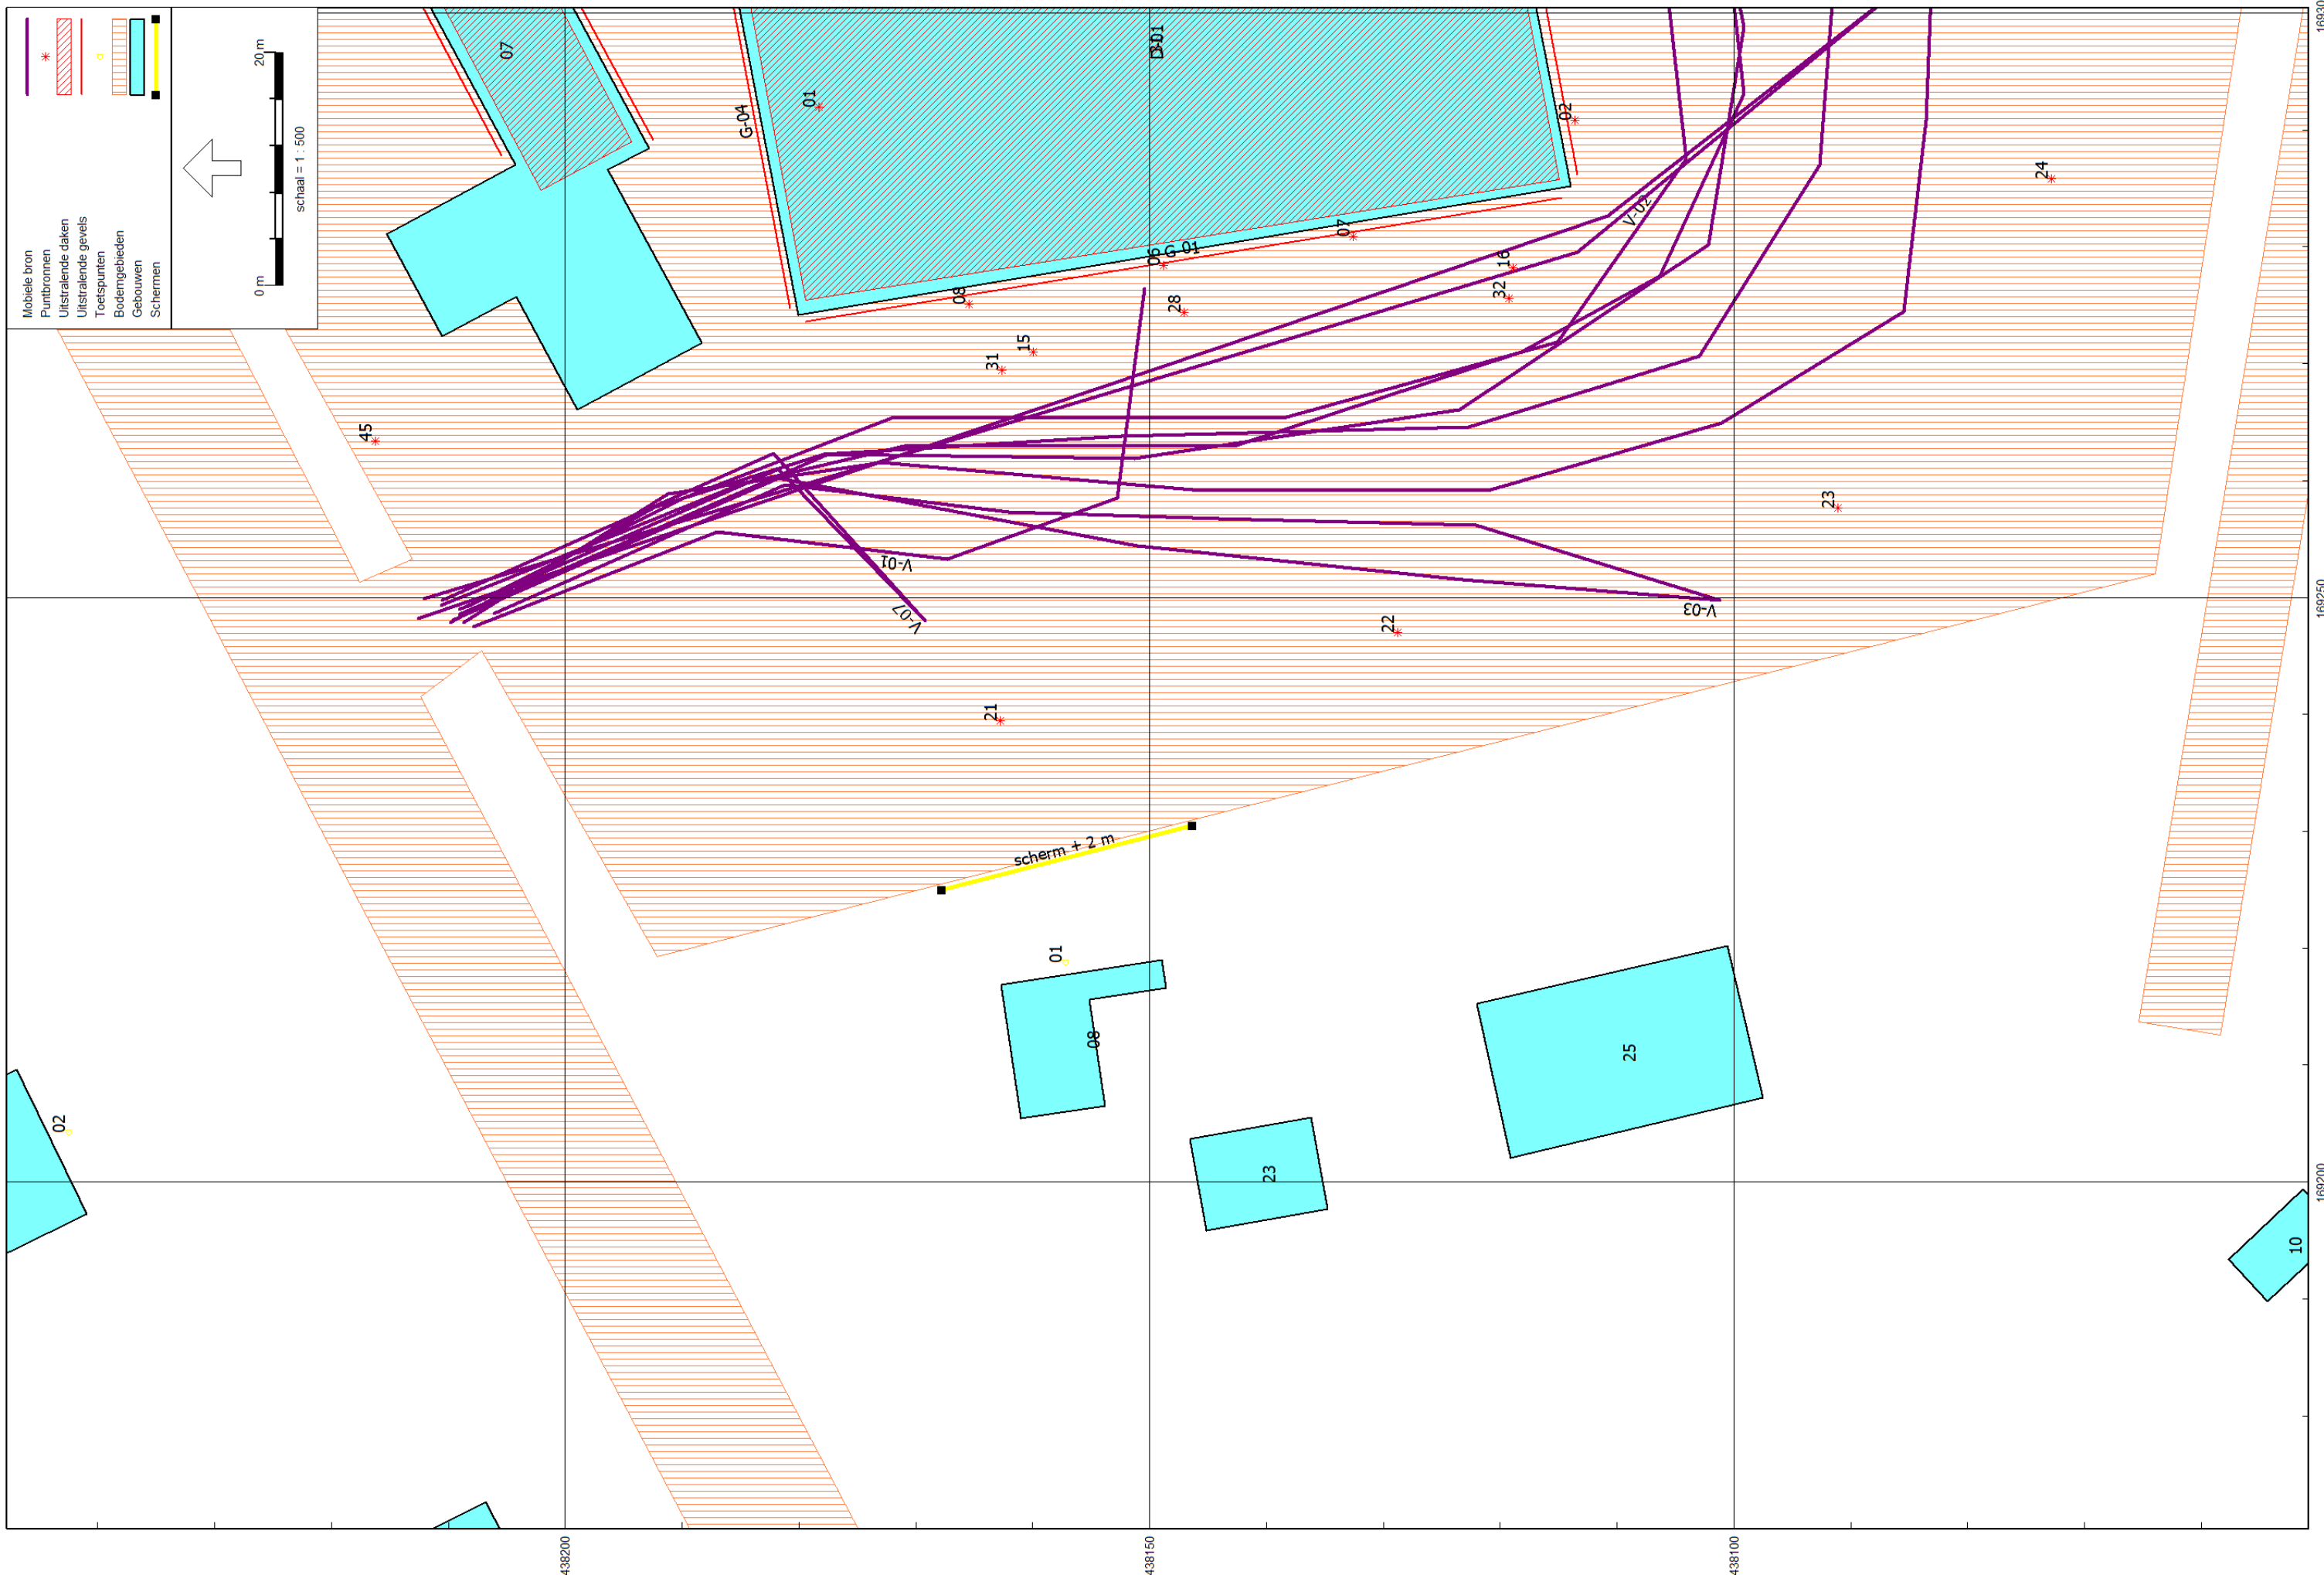 Mobiele bron
Puntbronnen
Uitstralende daken
Uitstralende gevels
Toetspunten
Bodemgebieden
Gebouwen
Schermen
0 m
20 m
schaal = 1 : 500
07
G-04
01
02
24
V-02
45
08
06
G-01
07
28
16
32
31
15
23
V-01
V-07
V-03
22
21
scherm + 2 m
01
08
25
23
02
10
438200
438150
438100
169250
169200